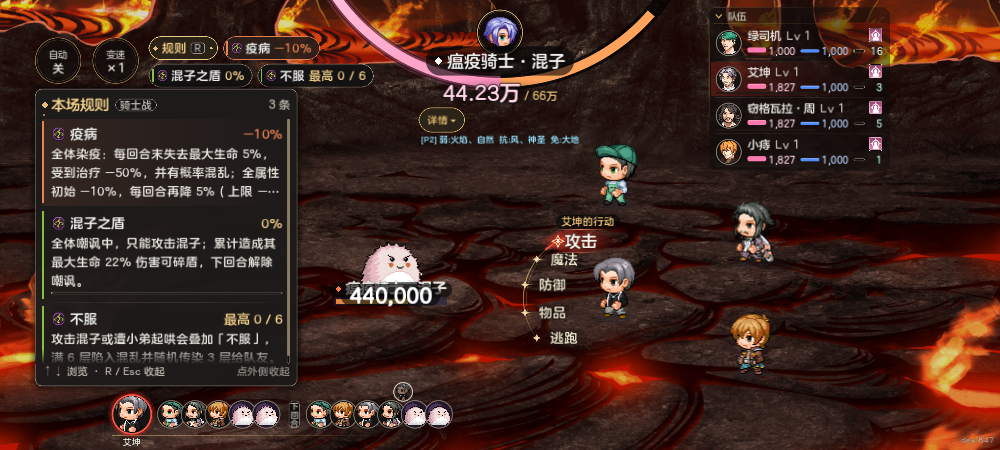 自动
关
变速
×1
规则 R
疫病 −10%
混子之盾 0%
不服 最高 0 / 6
本场规则 骑士战 3 条
疫病 −10%
全体染疫：每回合末失去最大生命 5%，
受到治疗 −50%，并有概率混乱；全属性
初始 −10%，每回合再降 5%（上限 −···
混子之盾 0%
全体嘲讽中，只能攻击混子；累计造成其
最大生命 22% 伤害可碎盾，下回合解除
嘲讽。
不服 最高 0 / 6
攻击混子或遭小弟起哄会叠加「不服」，
满 6 层陷入混乱并随机传染 3 层给队友。
↑ ↓ 浏览 · R / Esc 收起 点外侧收起
瘟疫骑士 · 混子
44.23万 / 66万
详情
[P2] 弱:火焰、自然 抗:风、神圣 免:大地
队伍
绿司机 Lv 1
1,000 1,000 16
艾坤 Lv 1
1,827 1,000 3
窃格瓦拉 · 周 Lv 1
1,827 1,000 5
小痔 Lv 1
1,827 1,000 1
艾坤的行动
攻击
魔法
防御
物品
逃跑
440,000
艾坤
下回合